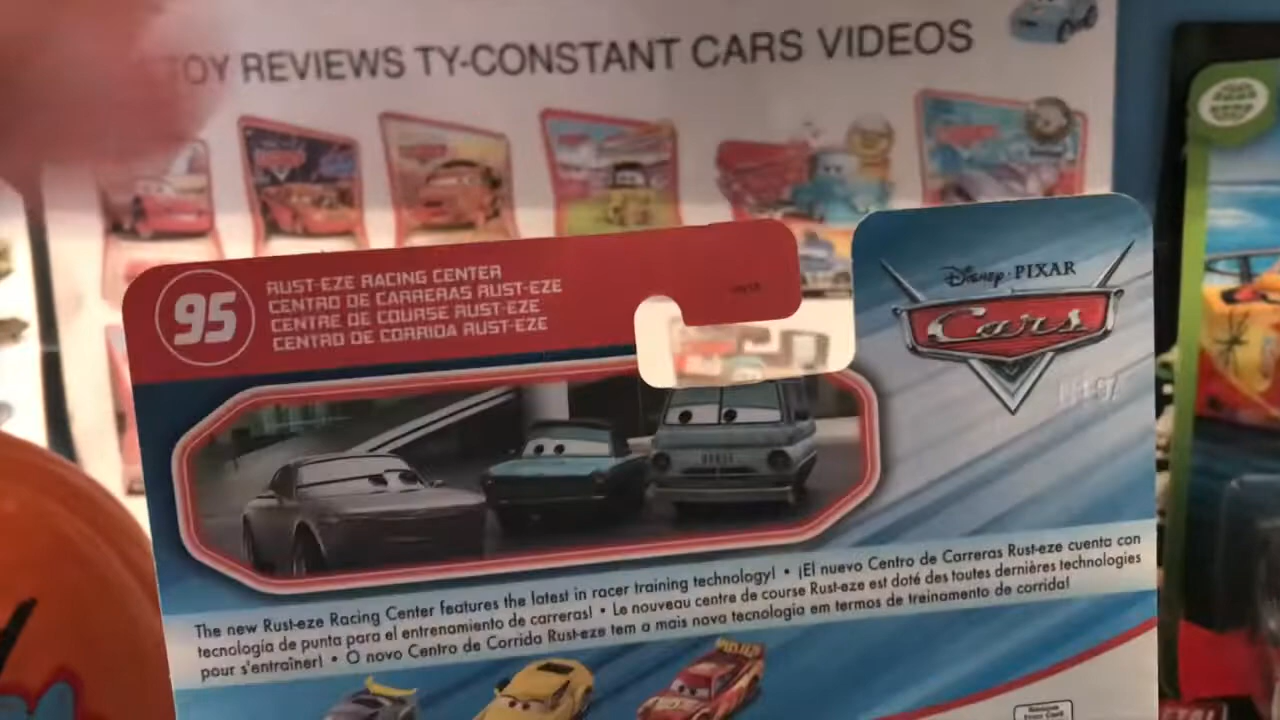 TOY REVIEWS TY-CONSTANT CARS VIDEOS
95
RUST-EZE RACING CENTER
CENTRO DE CARRERAS RUST-EZE
CENTRE DE COURSE RUST-EZE
CENTRO DE CORRIDA RUST-EZE
Disney·PIXAR
Cars
The new Rust-eze Racing Center features the latest in racer training technology! • ¡El nuevo Centro de Carreras Rust-eze cuenta con
tecnología de punta para el entrenamiento de carreras! • Le nouveau centre de course Rust-eze est doté des toutes dernières technologies
pour s'entraîner! • O novo Centro de Corrida Rust-eze tem a mais nova tecnologia em termos de treinamento de corrida!